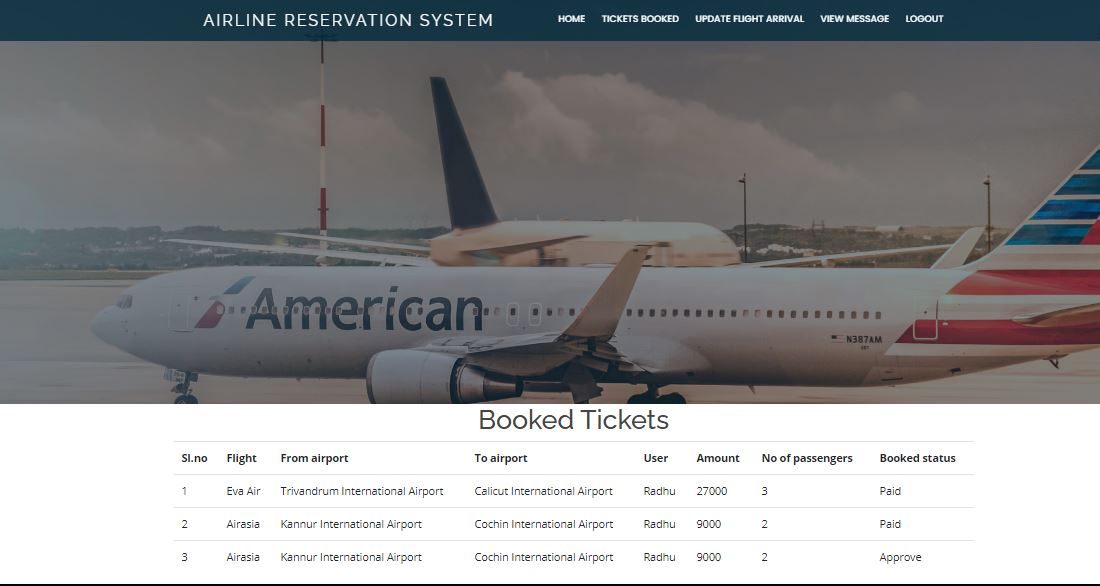 AIRLINE RESERVATION SYSTEM HOME TICKETS BOOKED UPDATE FLIGHT ARRIVAL VIEW MESSAGE LOGOUT
American
N387AM
Booked Tickets
Sl.no Flight From airport To airport User Amount No of passengers Booked status
1 Eva Air Trivandrum International Airport Calicut International Airport Radhu 27000 3 Paid
2 Airasia Kannur International Airport Cochin International Airport Radhu 9000 2 Paid
3 Airasia Kannur International Airport Cochin International Airport Radhu 9000 2 Approve